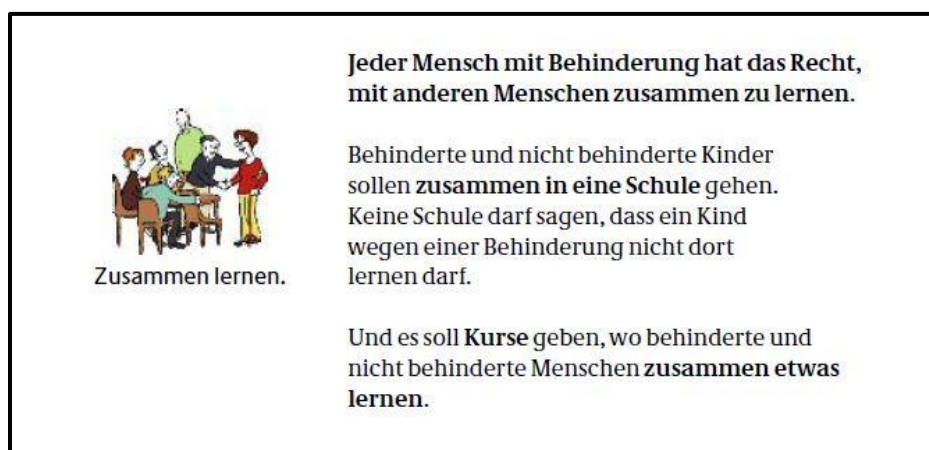 Jeder Mensch mit Behinderung hat das Recht,
mit anderen Menschen zusammen zu lernen.
Behinderte und nicht behinderte Kinder
sollen zusammen in eine Schule gehen.
Keine Schule darf sagen, dass ein Kind
wegen einer Behinderung nicht dort
lernen darf.
Und es soll Kurse geben, wo behinderte und
nicht behinderte Menschen zusammen etwas
lernen.
Zusammen lernen.